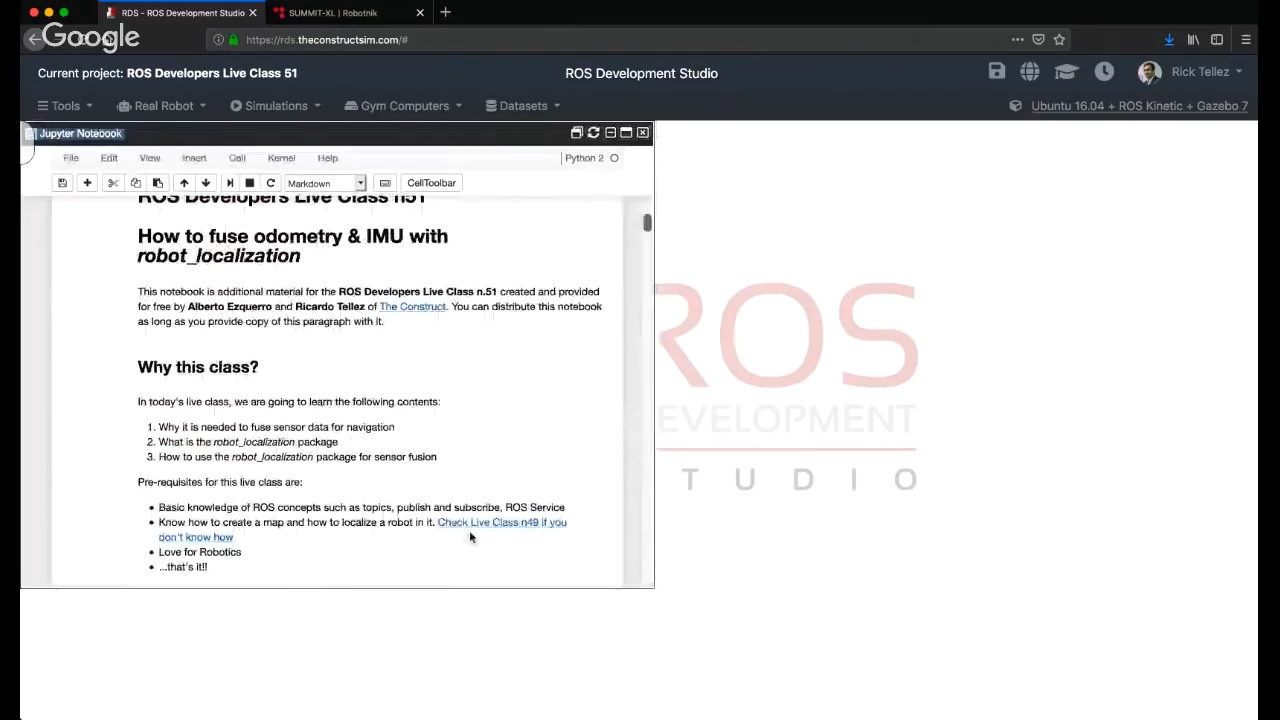 RDS - ROS Development Studio
SUMMIT-XL | Robotnik
Google
https://rds.theconstructsim.com/#
Current project: ROS Developers Live Class 51
ROS Development Studio
Rick Tellez
Tools
Real Robot
Simulations
Gym Computers
Datasets
Ubuntu 16.04 + ROS Kinetic + Gazebo 7
Jupyter Notebook
File Edit View Insert Cell Kernel Help
Python 2
Markdown
CellToolbar
ROS Developers Live Class n51
How to fuse odometry & IMU with
robot_localization
This notebook is additional material for the ROS Developers Live Class n.51 created and provided
for free by Alberto Ezquerro and Ricardo Tellez of The Construct. You can distribute this notebook
as long as you provide copy of this paragraph with it.
Why this class?
In today's live class, we are going to learn the following contents:
1. Why it is needed to fuse sensor data for navigation
2. What is the robot_localization package
3. How to use the robot_localization package for sensor fusion
Pre-requisites for this live class are:
Basic knowledge of ROS concepts such as topics, publish and subscribe, ROS Service
Know how to create a map and how to localize a robot in it. Check Live Class n49 if you
don't know how
Love for Robotics
...that's it!!
ROS
EVELOPMENT
TUDIO